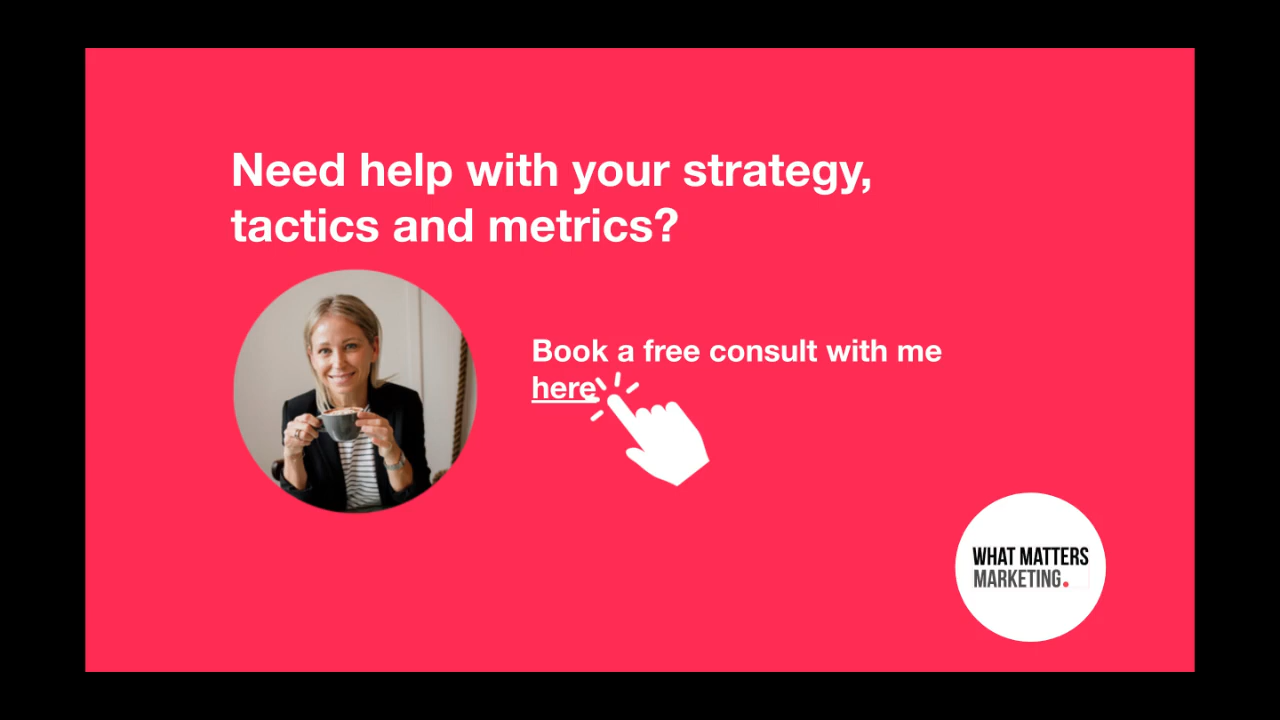 Need help with your strategy,
tactics and metrics?
Book a free consult with me
here
WHAT MATTERS
MARKETING.